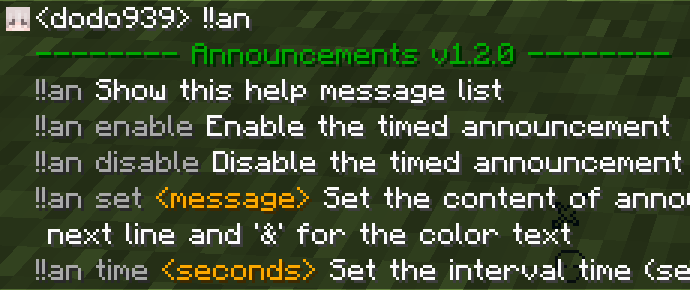 <dodo939> !!an
-------- Announcements v1.2.0 --------
!!an Show this help message list
!!an enable Enable the timed announcement
!!an disable Disable the timed announcement
!!an set <message> Set the content of
next line and '&' for the color text
!!an time <seconds> Set the interval time